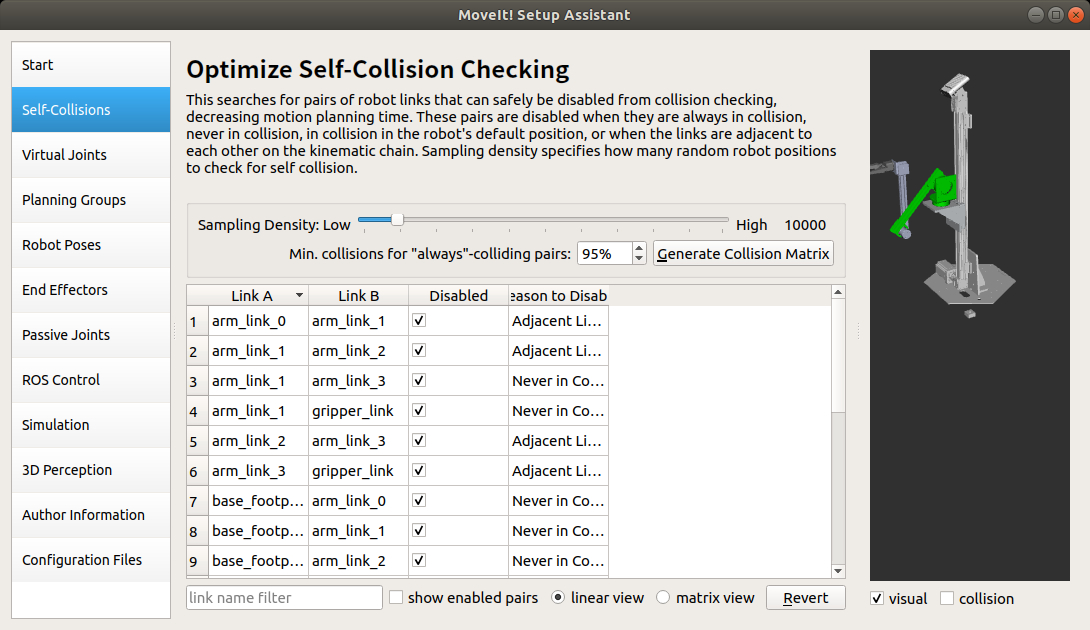 MoveIt! Setup Assistant
Start
Self-Collisions
Virtual Joints
Planning Groups
Robot Poses
End Effectors
Passive Joints
ROS Control
Simulation
3D Perception
Author Information
Configuration Files
Optimize Self-Collision Checking
This searches for pairs of robot links that can safely be disabled from collision checking,
decreasing motion planning time. These pairs are disabled when they are always in collision,
never in collision, in collision in the robot's default position, or when the links are adjacent to
each other on the kinematic chain. Sampling density specifies how many random robot positions
to check for self collision.
Sampling Density: Low High 10000
Min. collisions for "always"-colliding pairs: 95% Generate Collision Matrix
Link A Link B Disabled eason to Disab
1 arm_link_0 arm_link_1 Adjacent Li...
2 arm_link_1 arm_link_2 Adjacent Li...
3 arm_link_1 arm_link_3 Never in Co...
4 arm_link_1 gripper_link Never in Co...
5 arm_link_2 arm_link_3 Adjacent Li...
6 arm_link_3 gripper_link Adjacent Li...
7 base_footp... arm_link_0 Never in Co...
8 base_footp... arm_link_1 Never in Co...
9 base_footp... arm_link_2 Never in Co...
link name filter show enabled pairs linear view matrix view Revert
visual collision